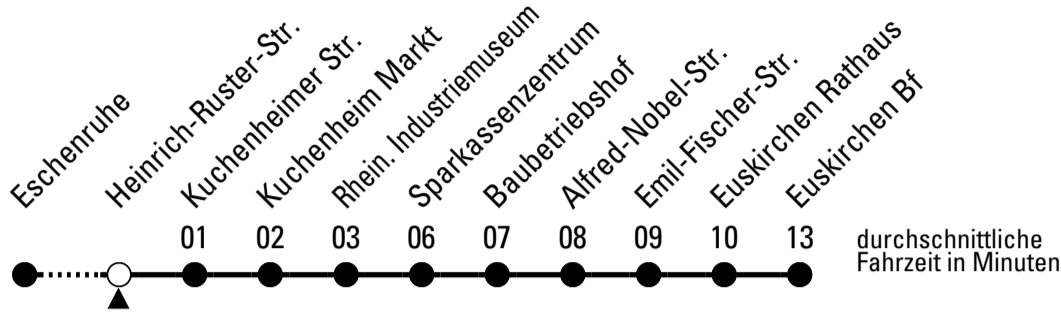 Eschenruhe
Heinrich-Ruster-Str.
Kuchenheimer Str.
Kuchenheim Markt
Rhein. Industriemuseum
Sparkassenzentrum
Baubetriebshof
Alfred-Nobel-Str.
Emil-Fischer-Str.
Euskirchen Rathaus
Euskirchen Bf
01 02 03 06 07 08 09 10 13
durchschnittliche
Fahrzeit in Minuten